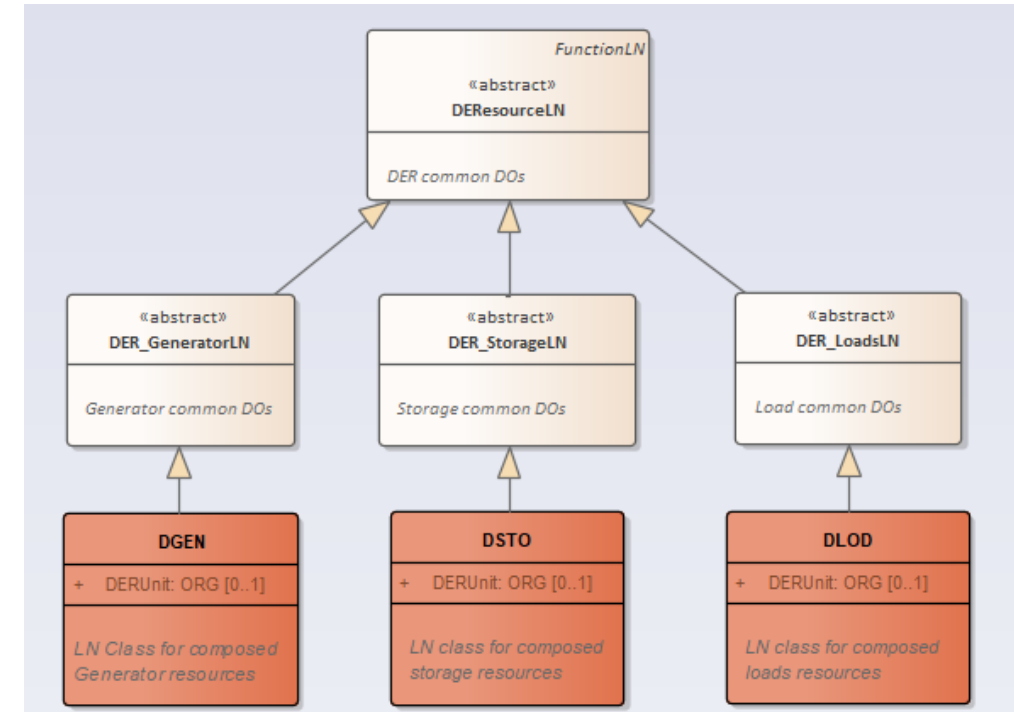 FunctionLN
«abstract»
DEResourceLN
DER common DOs
«abstract»
DER_GeneratorLN
Generator common DOs
«abstract»
DER_StorageLN
Storage common DOs
«abstract»
DER_LoadsLN
Load common DOs
DGEN
+ DERUnit: ORG [0..1]
LN Class for composed
Generator resources
DSTO
+ DERUnit: ORG [0..1]
LN class for composed
storage resources
DLOD
+ DERUnit: ORG [0..1]
LN class for composed
loads resources